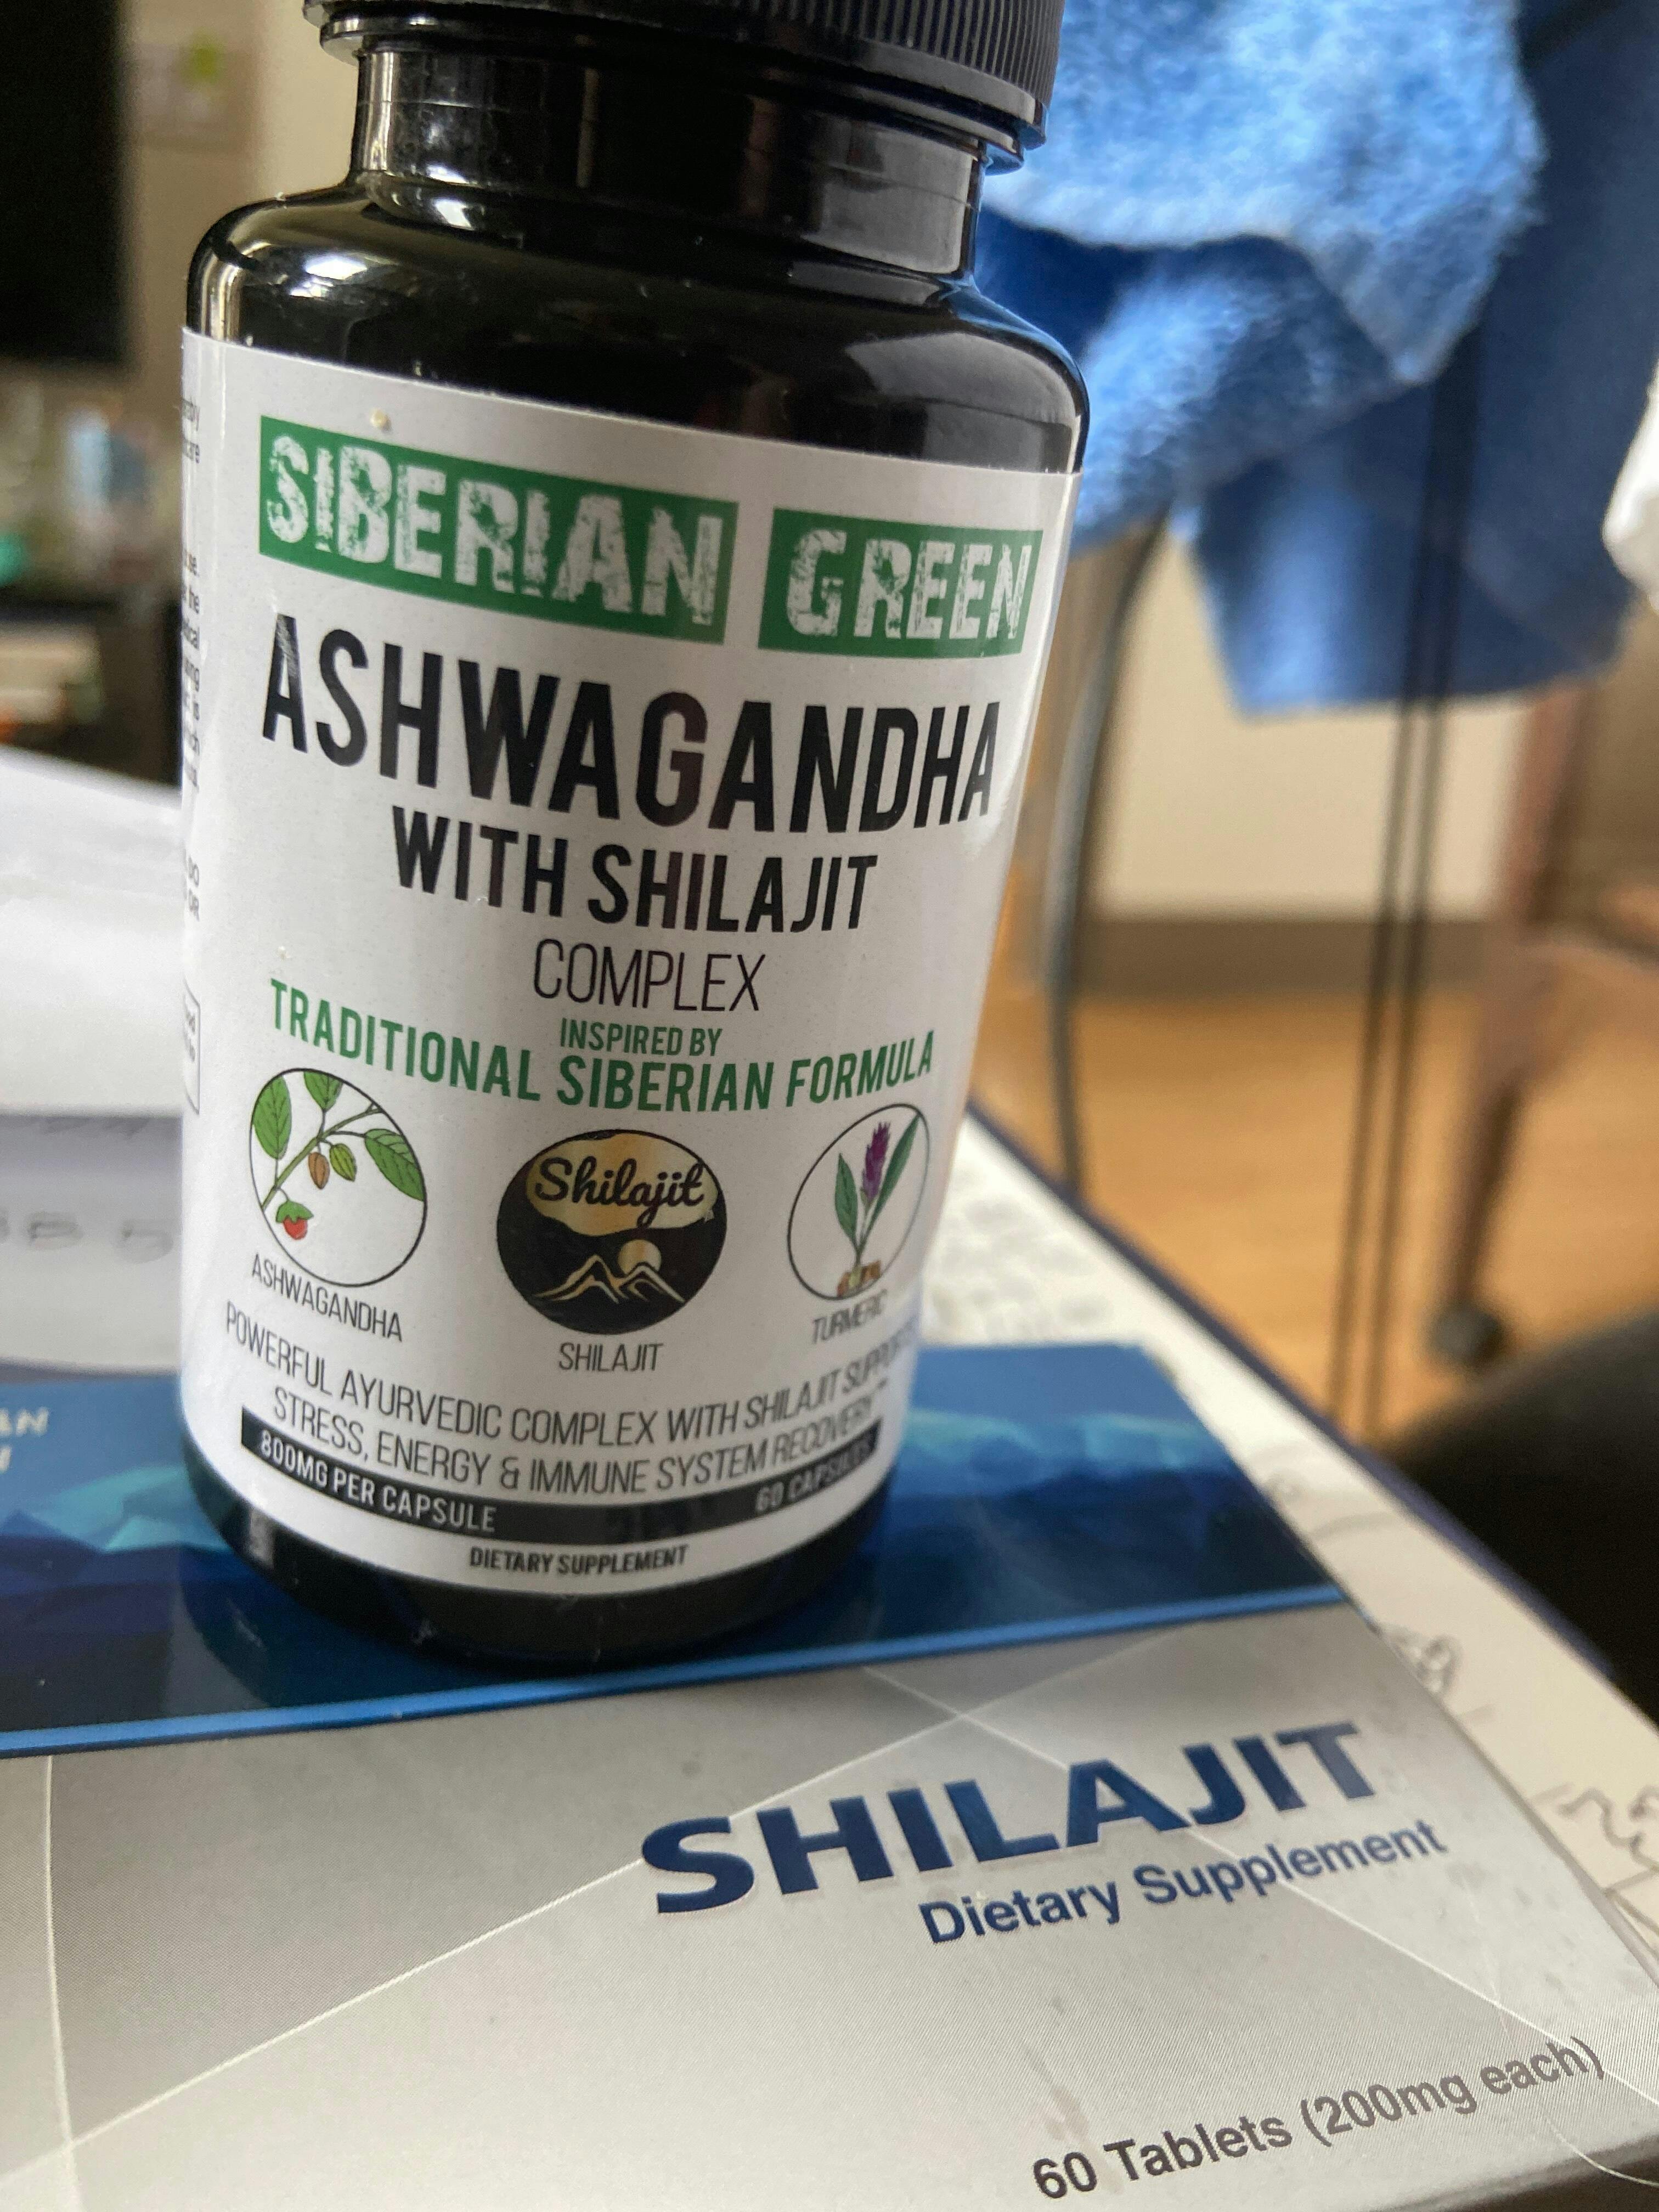 SIBERIAN GREEN
ASHWAGANDHA
WITH SHILAJIT
COMPLEX
INSPIRED BY
TRADITIONAL SIBERIAN FORMULA
Shilajit
ASHWAGANDHA
SHILAJIT
TURMERIC
POWERFUL AYURVEDIC COMPLEX WITH SHILAJIT
STRESS, ENERGY & IMMUNE SYSTEM RECOVERY
800MG PER CAPSULE
60 CAPSULES
DIETARY SUPPLEMENT
SHILAJIT
Dietary Supplement
60 Tablets (200mg each)